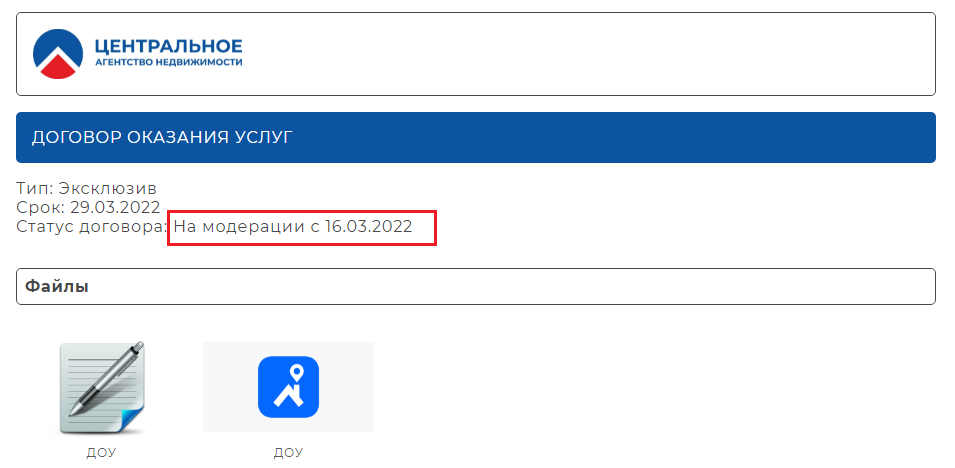 ЦЕНТРАЛЬНОЕ
АГЕНТСТВО НЕДВИЖИМОСТИ
ДОГОВОР ОКАЗАНИЯ УСЛУГ
Тип: Эксклюзив
Срок: 29.03.2022
Статус договора: На модерации с 16.03.2022
Файлы
ДОУ ДОУ